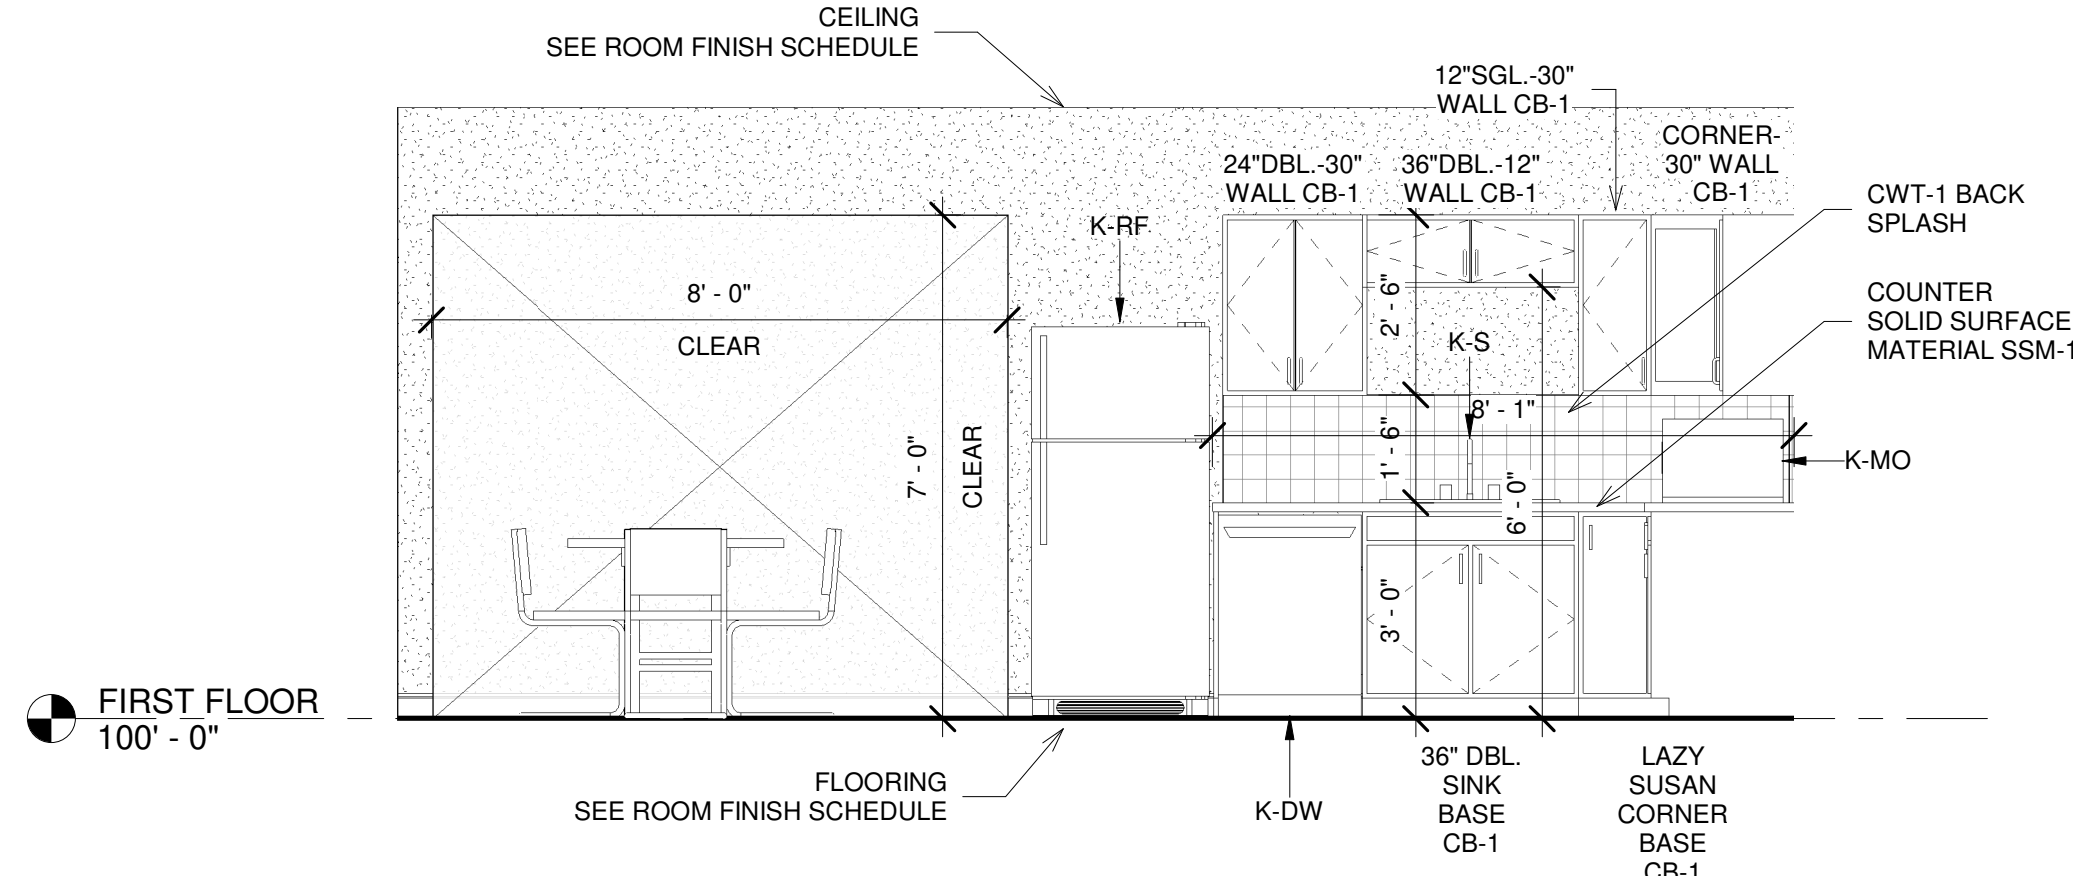 CEILING
SEE ROOM FINISH SCHEDULE
12"SGL.-30"
WALL CB-1
CORNER-
30" WALL
CB-1
24"DBL.-30"
WALL CB-1
36"DBL.-12"
WALL CB-1
CWT-1 BACK
SPLASH
K-RF
8' - 0"
CLEAR
2' - 6"
K-S
COUNTER
SOLID SURFACE
MATERIAL SSM-1
8' - 1"
7' - 0"
CLEAR
1' - 6"
6' - 0"
K-MO
3' - 0"
FIRST FLOOR
100' - 0"
FLOORING
SEE ROOM FINISH SCHEDULE
K-DW
36" DBL.
SINK
BASE
CB-1
LAZY
SUSAN
CORNER
BASE
CB-1